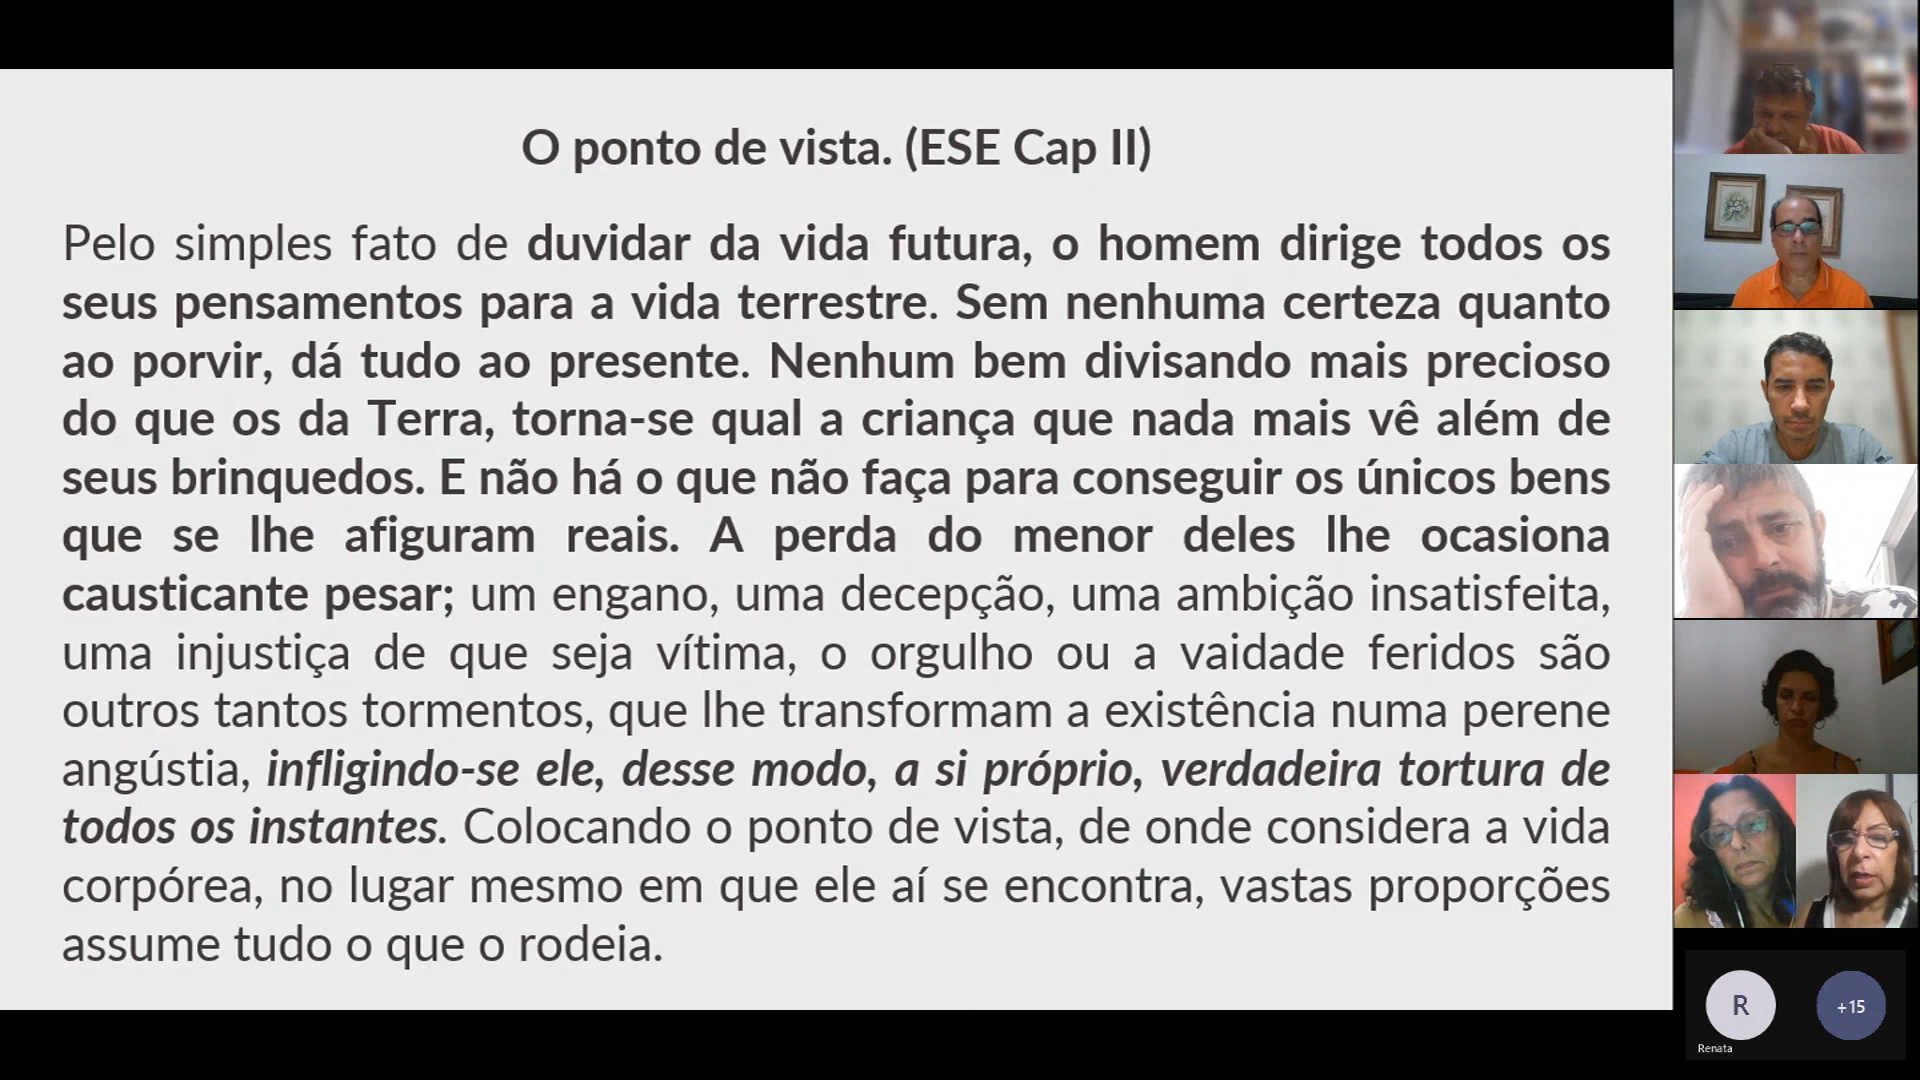 O ponto de vista. (ESE Cap II)
Pelo simples fato de duvidar da vida futura, o homem dirige todos os
seus pensamentos para a vida terrestre. Sem nenhuma certeza quanto
ao porvir, dá tudo ao presente. Nenhum bem divisando mais precioso
do que os da Terra, torna-se qual a criança que nada mais vê além de
seus brinquedos. E não há o que não faça para conseguir os únicos bens
que se lhe afiguram reais. A perda do menor deles lhe ocasiona
causticante pesar; um engano, uma decepção, uma ambição insatisfeita,
uma injustiça de que seja vítima, o orgulho ou a vaidade feridos são
outros tantos tormentos, que lhe transformam a existência numa perene
angústia, infligindo-se ele, desse modo, a si próprio, verdadeira tortura de
todos os instantes. Colocando o ponto de vista, de onde considera a vida
corpórea, no lugar mesmo em que ele aí se encontra, vastas proporções
assume tudo o que o rodeia.
R
+15
Renata